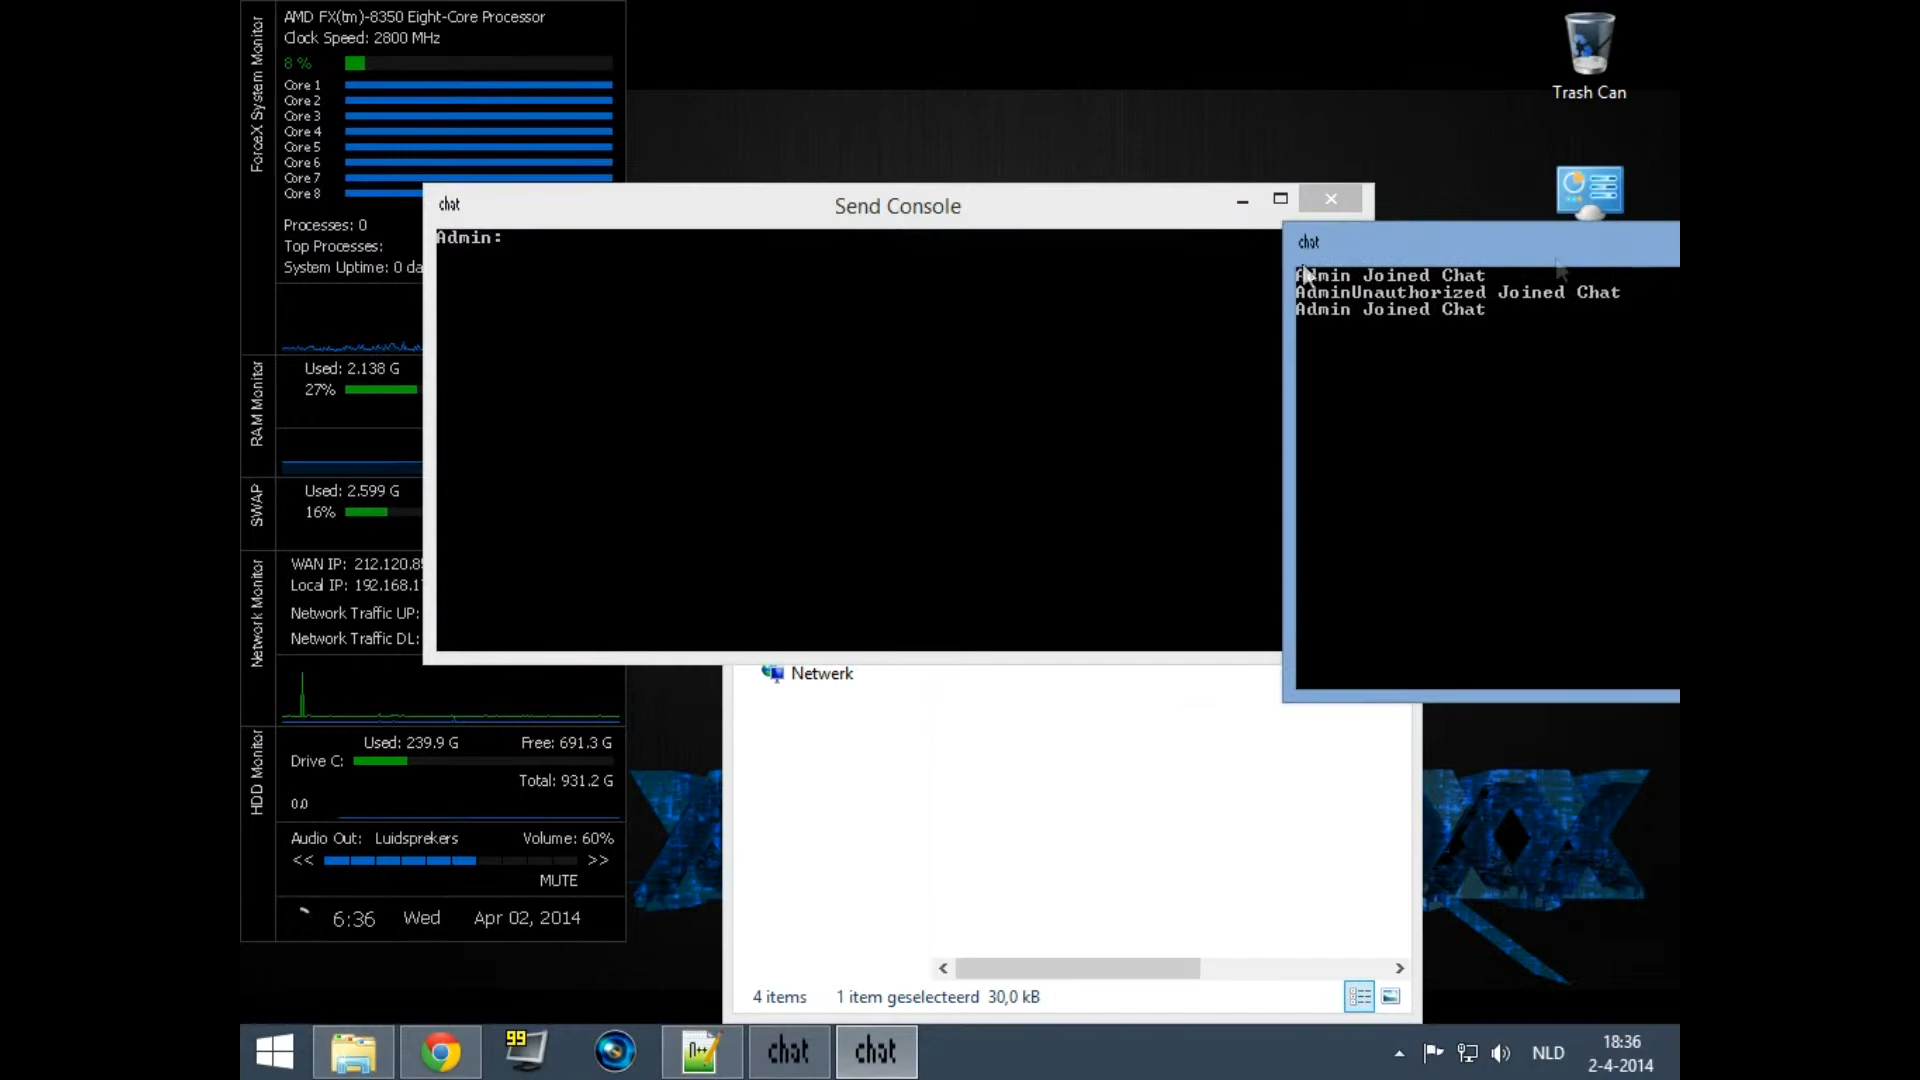 ForceX System Monitor
AMD FX(tm)-8350 Eight-Core Processor
Clock Speed: 2800 MHz
8 %
Core 1
Core 2
Core 3
Core 4
Core 5
Core 6
Core 7
Core 8
Processes: 0
Top Processes:
System Uptime: 0 da
RAM Monitor
Used: 2.138 G
27%
SWAP
Used: 2.599 G
16%
Network Monitor
WAN IP: 212.120.8
Local IP: 192.168.1
Network Traffic UP:
Network Traffic DL:
HDD Monitor
Used: 239.9 G
Free: 691.3 G
Drive C:
Total: 931.2 G
0.0
Audio Out: Luidsprekers
Volume: 60%
<<
>>
MUTE
6:36 Wed Apr 02, 2014
chat
Send Console
Admin:
chat
Admin Joined Chat
AdminUnauthorized Joined Chat
Admin Joined Chat
Trash Can
Netwerk
4 items
1 item geselecteerd 30,0 kB
99
n++
chat
chat
NLD
18:36
2-4-2014